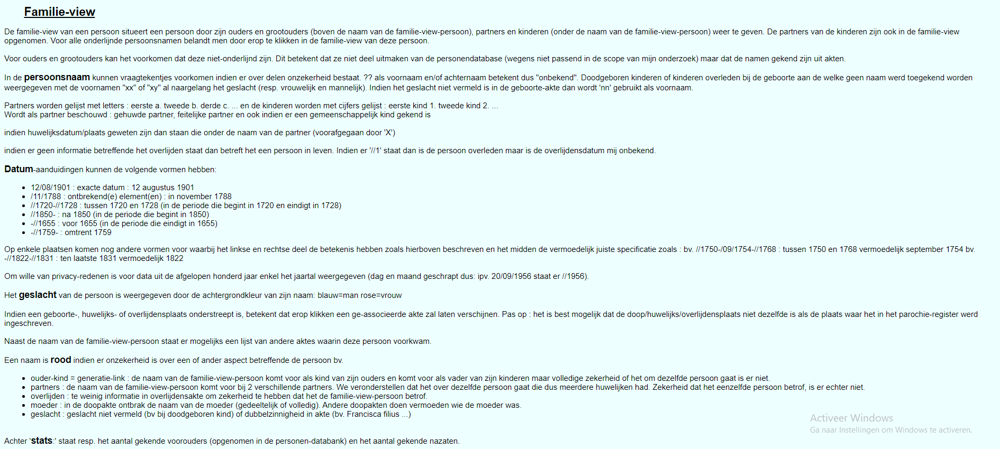 Familie-view
De familie-view van een persoon situeert een persoon door zijn ouders en grootouders (boven de naam van de familie-view-persoon), partners en kinderen (onder de naam van de familie-view-persoon) weer te geven. De partners van de kinderen zijn ook in de familie-view
opgenomen. Voor alle onderlijnde persoonsnamen belandt men door erop te klikken in de familie-view van deze persoon.
Voor ouders en grootouders kan het voorkomen dat deze niet-onderlijnd zijn. Dit betekent dat ze niet deel uitmaken van de personendatabase (wegens niet passend in de scope van mijn onderzoek) maar dat de namen gekend zijn uit akten.
In de persoonsnaam kunnen vraagtekentjes voorkomen indien er over delen onzekerheid bestaat. ?? als voornaam en/of achternaam betekent dus "onbekend". Doodgeboren kinderen of kinderen overleden bij de geboorte aan de welke geen naam werd toegekend worden
weergegeven met de voornamen "xx" of "xy" al naargelang het geslacht (resp. vrouwelijk en mannelijk). Indien het geslacht niet vermeld is in de geboorte-akte dan wordt 'nn' gebruikt als voornaam.
Partners worden gelijst met letters : eerste a. tweede b. derde c. ... en de kinderen worden met cijfers gelijst : eerste kind 1. tweede kind 2. ...
Wordt als partner beschouwd : gehuwde partner, feitelijke partner en ook indien er een gemeenschappelijk kind gekend is
indien huwelijksdatum/plaats geweten zijn dan staan die onder de naam van de partner (voorafgegaan door 'X')
indien er geen informatie betreffende het overlijden staat dan betreft het een persoon in leven. Indien er '//1' staat dan is de persoon overleden maar is de overlijdensdatum mij onbekend.
Datum-aanduidingen kunnen de volgende vormen hebben:
• 12/08/1901 : exacte datum : 12 augustus 1901
• /11/1788 : ontbrekend(e) element(en) : in november 1788
• //1720-//1728 : tussen 1720 en 1728 (in de periode die begint in 1720 en eindigt in 1728)
• //1850- : na 1850 (in de periode die begint in 1850)
• -//1655 : voor 1655 (in de periode die eindigt in 1655)
• -//1759- : omtrent 1759
Op enkele plaatsen komen nog andere vormen voor waarbij het linkse en rechtse deel de betekenis hebben zoals hierboven beschreven en het midden de vermoedelijk juiste specificatie zoals : bv. //1750-/09/1754-//1768 : tussen 1750 en 1768 vermoedelijk september 1754 bv.
-//1822-//1831 : ten laatste 1831 vermoedelijk 1822
Om wille van privacy-redenen is voor data uit de afgelopen honderd jaar enkel het jaartal weergegeven (dag en maand geschrapt dus: ipv. 20/09/1956 staat er //1956).
Het geslacht van de persoon is weergegeven door de achtergrondkleur van zijn naam: blauw=man rose=vrouw
Indien een geboorte-, huwelijks- of overlijdensplaats onderstreept is, betekent dat erop klikken een ge-associeerde akte zal laten verschijnen. Pas op : het is best mogelijk dat de doop/huwelijks/overlijdensplaats niet dezelfde is als de plaats waar het in het parochie-register werd
ingeschreven.
Naast de naam van de familie-view-persoon staat er mogelijks een lijst van andere aktes waarin deze persoon voorkwam.
Een naam is rood indien er onzekerheid is over een of ander aspect betreffende de persoon bv.
• ouder-kind = generatie-link : de naam van de familie-view-persoon komt voor als kind van zijn ouders en komt voor als vader van zijn kinderen maar volledige zekerheid of het om dezelfde persoon gaat is er niet.
• partners : de naam van de familie-view-persoon komt voor bij 2 verschillende partners. We veronderstellen dat het over dezelfde persoon gaat die dus meerdere huwelijken had. Zekerheid dat het eenzelfde persoon betrof, is er echter niet.
• overlijden : te weinig informatie in overlijdensakte om zekerheid te hebben dat het de familie-view-persoon betrof.
• moeder : in de doopakte ontbrak de naam van de moeder (gedeeltelijk of volledig). Andere doopakten doen vermoeden wie de moeder was.
• geslacht : geslacht niet vermeld (bv bij doodgeboren kind) of dubbelzinnigheid in akte (bv. Francisca filius ...)
Activeer Windows
Ga naar Instellingen om Windows te activeren.
Achter 'stats:' staat resp. het aantal gekende voorouders (opgenomen in de personen-databank) en het aantal gekende nazaten.